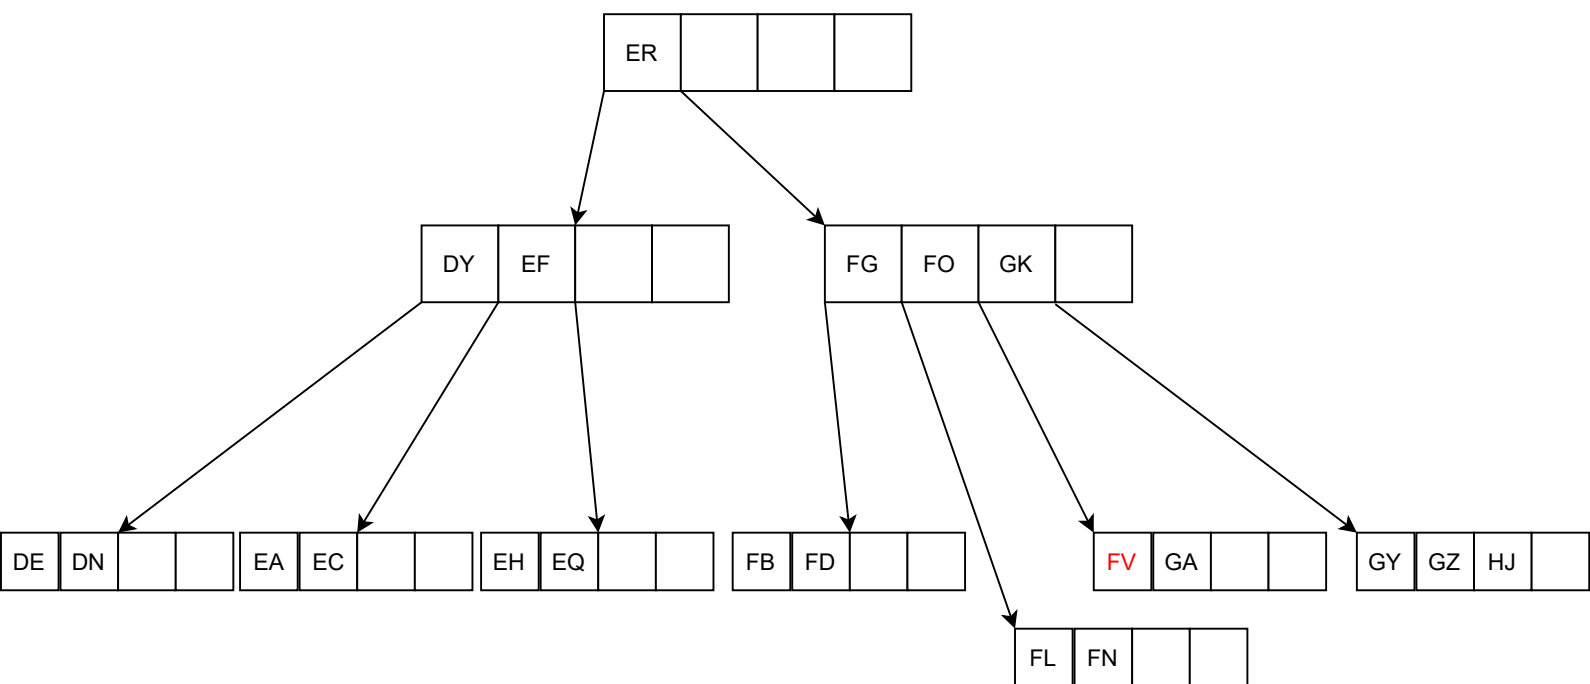 ER
DY EF
FG FO GK
DE DN
EA EC
EH EQ
FB FD
FV GA
GY GZ HJ
FL FN